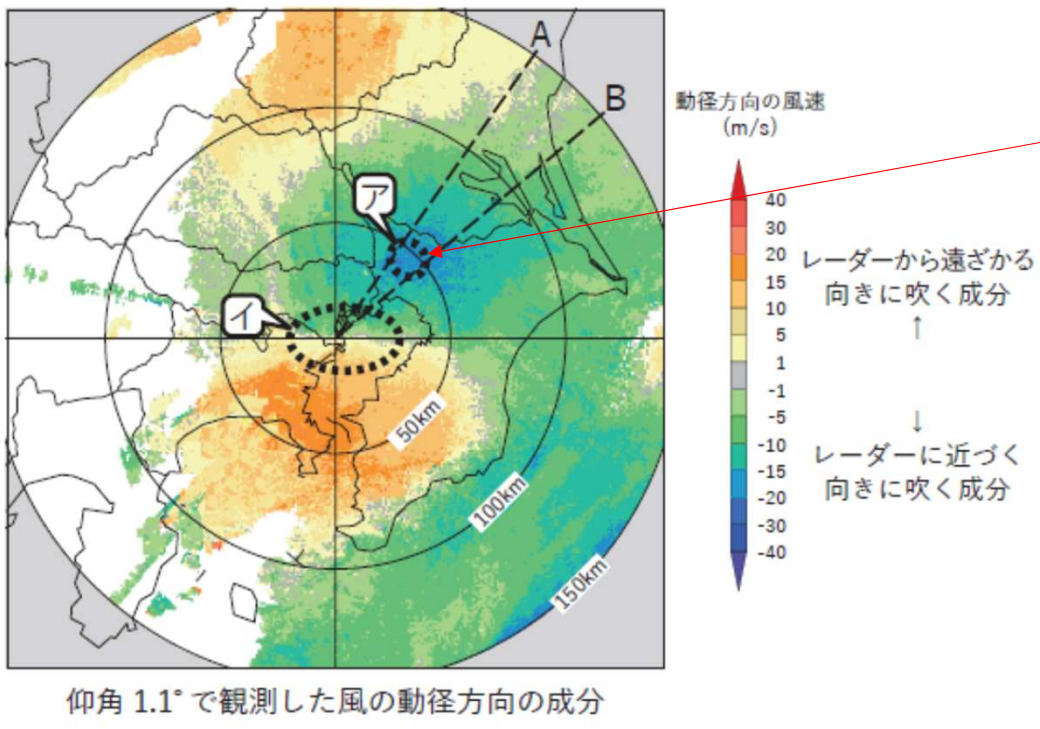 A
B
ア
イ
50km
100km
150km
動径方向の風速
(m/s)
40
30
20
15
10
5
1
-1
-5
-10
-15
-20
-30
-40
レーダーから遠ざかる
向きに吹く成分
↑
↓
レーダーに近づく
向きに吹く成分
仰角 1.1° で観測した風の動径方向の成分